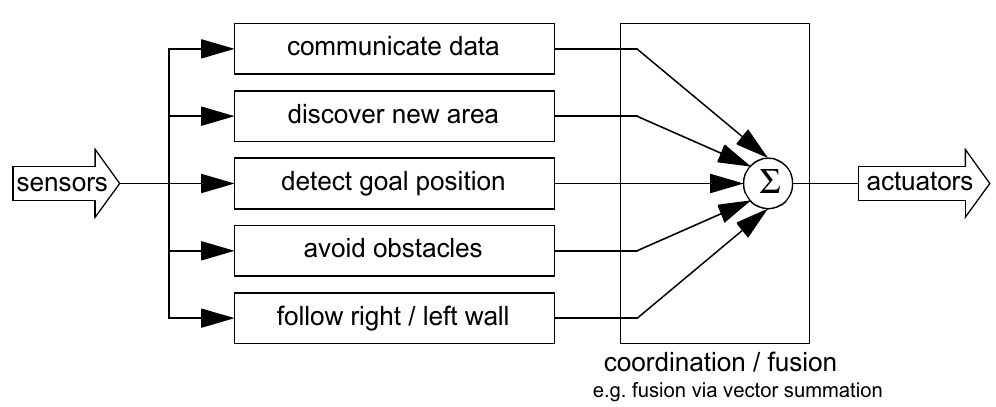 communicate data
discover new area
sensors
detect goal position
Σ
actuators
avoid obstacles
follow right / left wall
coordination / fusion
e.g. fusion via vector summation